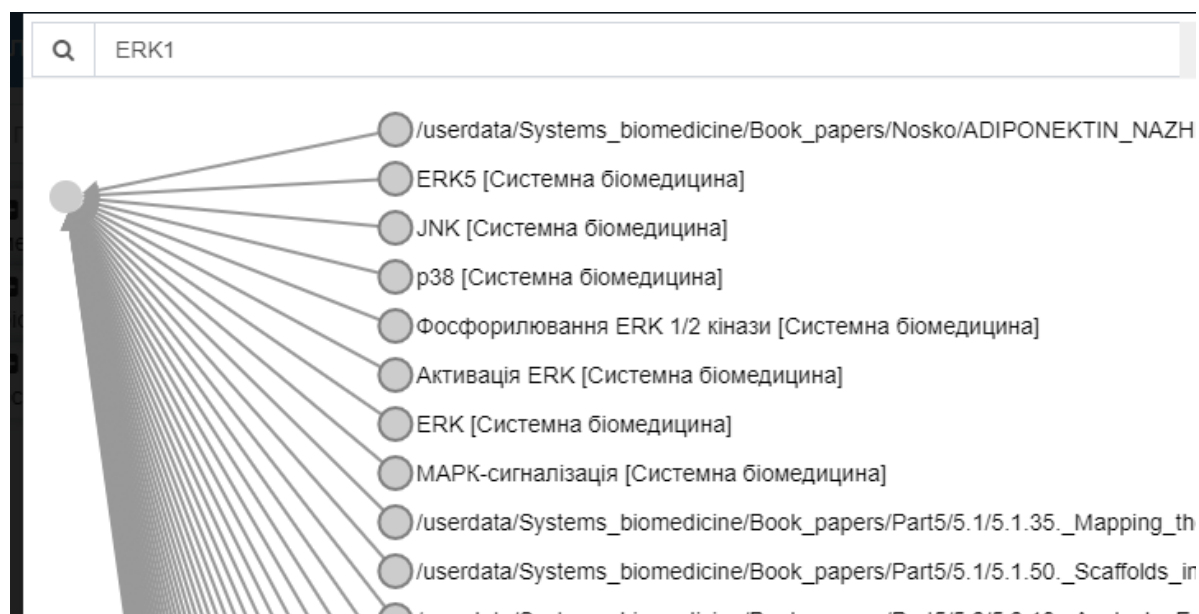 ERK1
/userdata/Systems_biomedicine/Book_papers/Nosko/ADIPONEKTIN_NAZH
ERK5 [Системна біомедицина]
JNK [Системна біомедицина]
p38 [Системна біомедицина]
Фосфорилювання ERK 1/2 кінази [Системна біомедицина]
Активація ERK [Системна біомедицина]
ERK [Системна біомедицина]
МАРК-сигналізація [Системна біомедицина]
/userdata/Systems_biomedicine/Book_papers/Part5/5.1/5.1.35._Mapping_th
/userdata/Systems_biomedicine/Book_papers/Part5/5.1/5.1.50._Scaffolds_in